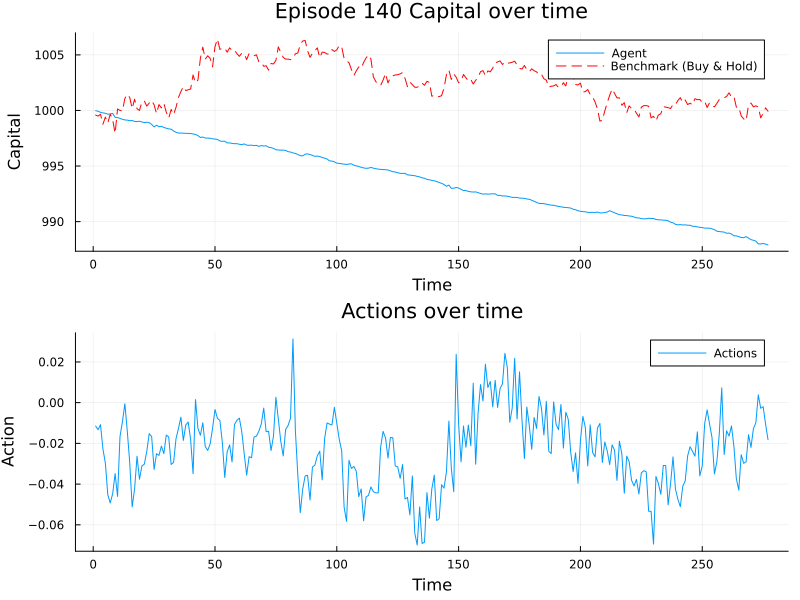 Episode 140 Capital over time
Agent
Benchmark (Buy & Hold)
1005
1000
995
990
Capital
0 50 100 150 200 250
Time
Actions over time
Actions
0.02
0.00
−0.02
−0.04
−0.06
Action
0 50 100 150 200 250
Time